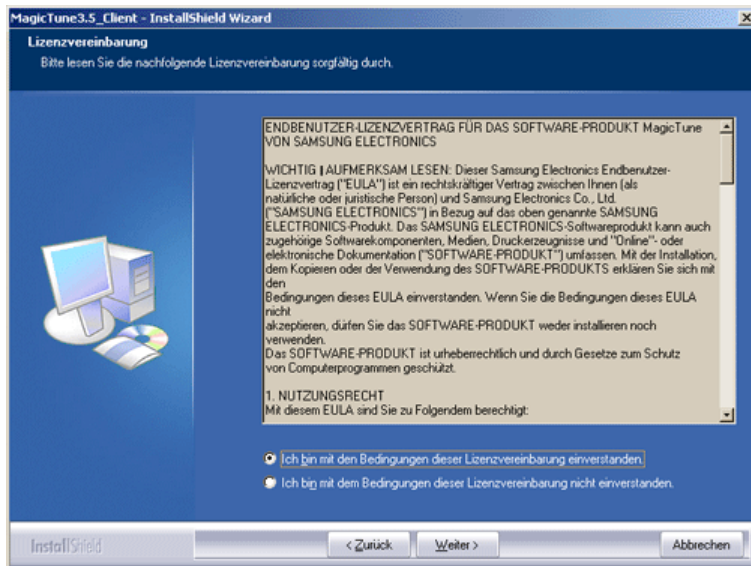 MagicTune3.5_Client - InstallShield Wizard
Lizenzvereinbarung
Bitte lesen Sie die nachfolgende Lizenzvereinbarung sorgfältig durch.
ENDBENUTZER-LIZENZVERTRAG FÜR DAS SOFTWARE-PRODUKT MagicTune
VON SAMSUNG ELECTRONICS
WICHTIG | AUFMERKSAM LESEN: Dieser Samsung Electronics Endbenutzer-
Lizenzvertrag ("EULA") ist ein rechtskräftiger Vertrag zwischen Ihnen (als
natürliche oder juristische Person) und Samsung Electronics Co., Ltd.
("SAMSUNG ELECTRONICS") in Bezug auf das oben genannte SAMSUNG
ELECTRONICS-Produkt. Das SAMSUNG ELECTRONICS-Softwareprodukt kann auch
zugehörige Softwarekomponenten, Medien, Druckerzeugnisse und "Online"- oder
elektronische Dokumentation ("SOFTWARE-PRODUKT") umfassen. Mit der Installation,
dem Kopieren oder der Verwendung des SOFTWARE-PRODUKTS erklären Sie sich mit
den
Bedingungen dieses EULA einverstanden. Wenn Sie die Bedingungen dieses EULA
nicht
akzeptieren, dürfen Sie das SOFTWARE-PRODUKT weder installieren noch
verwenden.
Das SOFTWARE-PRODUKT ist urheberrechtlich und durch Gesetze zum Schutz
von Computerprogrammen geschützt.
1. NUTZUNGSRECHT
Mit diesem EULA sind Sie zu Folgendem berechtigt:
Ich bin mit den Bedingungen dieser Lizenzvereinbarung einverstanden.
Ich bin mit dem Bedingungen dieser Lizenzvereinbarung nicht einverstanden.
InstallShield
< Zurück
Weiter >
Abbrechen